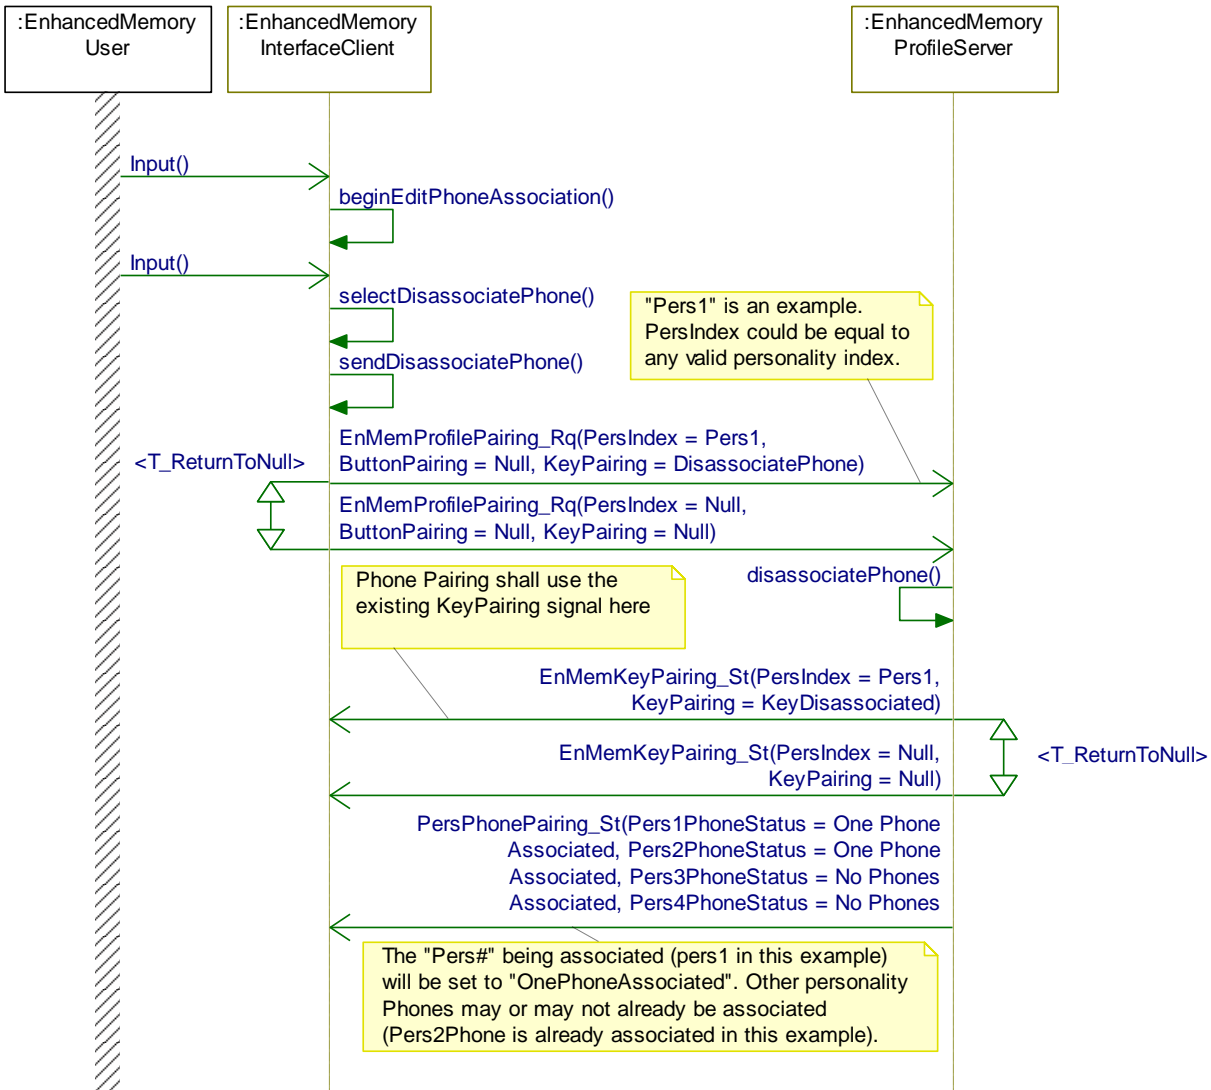 :EnhancedMemory
User
:EnhancedMemory
InterfaceClient
:EnhancedMemory
ProfileServer
Input()
beginEditPhoneAssociation()
Input()
selectDisassociatePhone()
"Pers1" is an example.
PersIndex could be equal to
any valid personality index.
sendDisassociatePhone()
EnMemProfilePairing_Rq(PersIndex = Pers1,
ButtonPairing = Null, KeyPairing = DisassociatePhone)
<T_ReturnToNull>
EnMemProfilePairing_Rq(PersIndex = Null,
ButtonPairing = Null, KeyPairing = Null)
disassociatePhone()
Phone Pairing shall use the
existing KeyPairing signal here
EnMemKeyPairing_St(PersIndex = Pers1,
KeyPairing = KeyDisassociated)
EnMemKeyPairing_St(PersIndex = Null,
KeyPairing = Null)
<T_ReturnToNull>
PersPhonePairing_St(Pers1PhoneStatus = One Phone
Associated, Pers2PhoneStatus = One Phone
Associated, Pers3PhoneStatus = No Phones
Associated, Pers4PhoneStatus = No Phones
The "Pers#" being associated (pers1 in this example)
will be set to "OnePhoneAssociated". Other personality
Phones may or may not already be associated
(Pers2Phone is already associated in this example).